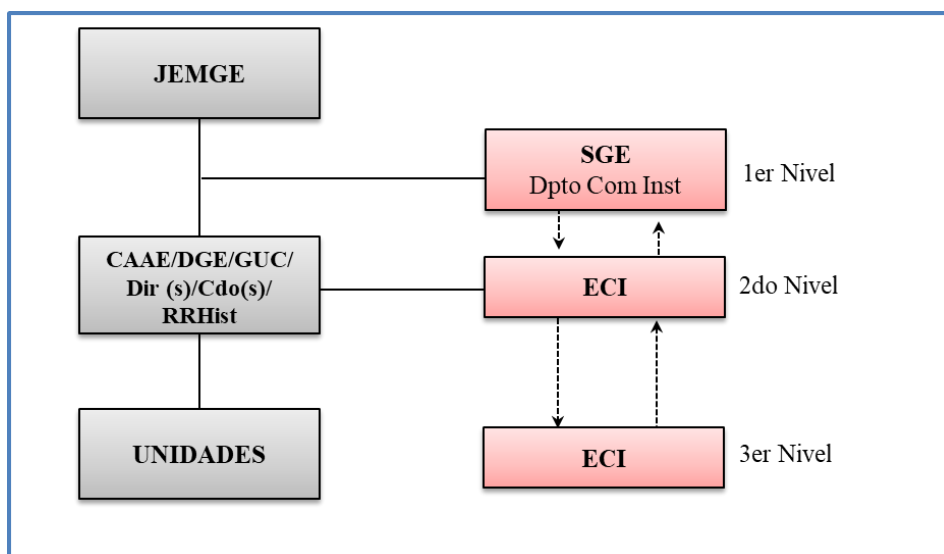 JEMGE
SGE
Dpto Com Inst
1er Nivel
CAAE/DGE/GUC/
Dir (s)/Cdo(s)/
RRHist
ECI
2do Nivel
UNIDADES
ECI
3er Nivel